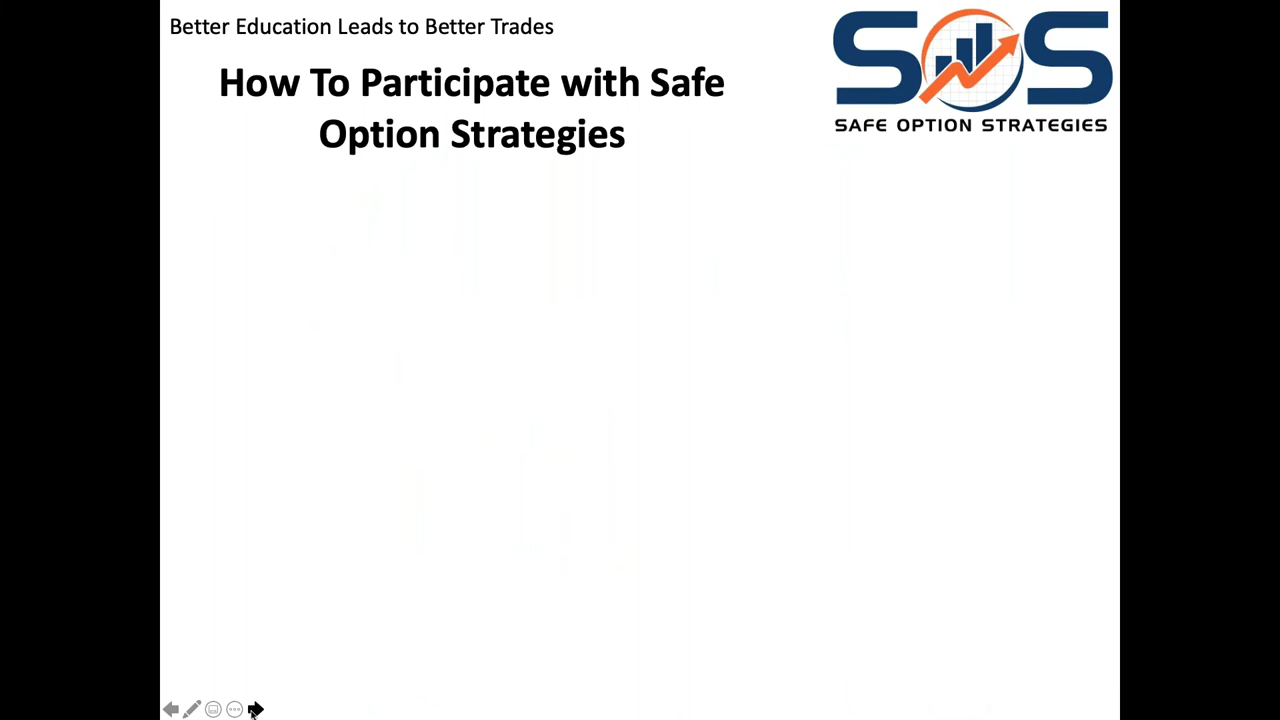 Better Education Leads to Better Trades
How To Participate with Safe
Option Strategies
SOS
SAFE OPTION STRATEGIES